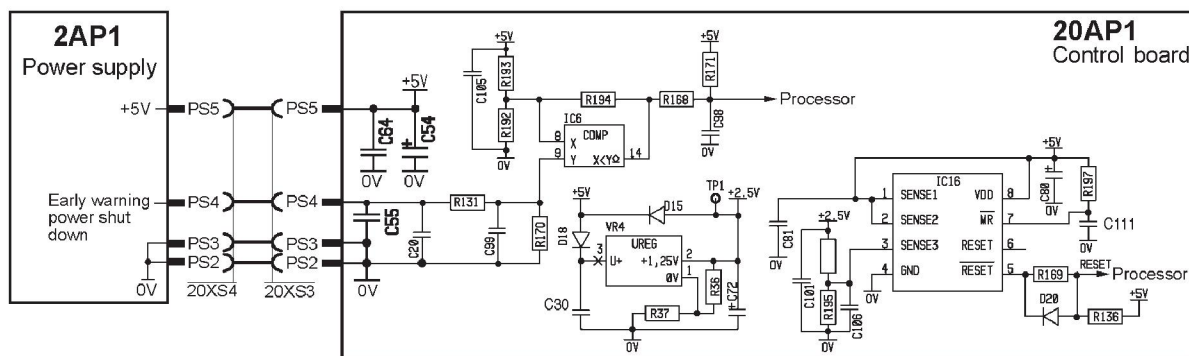 2AP1
Power supply
+5V
PS5
PS5
Early warning
power shut
down
PS4
PS4
PS3
PS3
PS2
PS2
0V
20XS4
20XS3
20AP1
Control board
+5V
C64
C54
0V
0V
C55
0V
C20
R131
C99
R170
+5V
C105
R193
R192
0V
R194
R168
IC6
COMP
8
X
9
Y
X<YΩ
14
+5V
R171
C98
0V
Processor
+5V
D18
D15
TP1
+2.5V
VR4
UREG
3
U+
+1,25V
2
0V
1
C30
R37
R36
C72
0V
C81
0V
+2.5V
C101
R195
C106
0V
IC16
1
SENSE1
VDD
8
2
SENSE2
MR
7
3
SENSE3
RESET
6
4
GND
RESET
5
0V
+5V
C80
0V
R197
C111
0V
R169
RESET
Processor
D20
R136
+5V